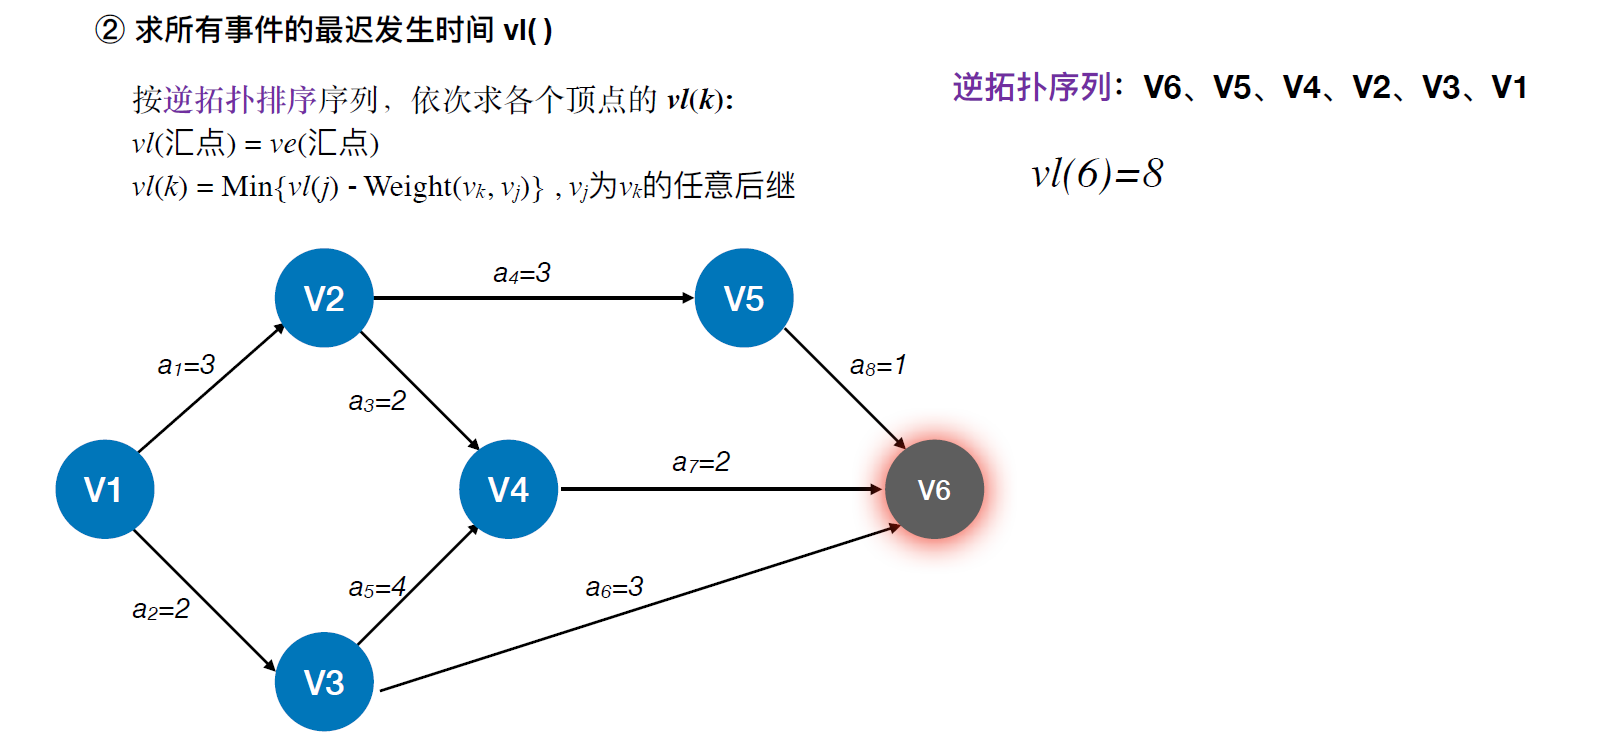 ② 求所有事件的最迟发生时间 vl( )
按逆拓扑排序序列，依次求各个顶点的 vl(k):
vl(汇点) = ve(汇点)
vl(k) = Min{vl(j) - Weight(vk, vj)} , vj为vk的任意后继
逆拓扑序列：V6、V5、V4、V2、V3、V1
vl(6)=8
V2
a4=3
V5
a1=3
a8=1
a3=2
V1
V4
a7=2
V6
a2=2
a5=4
a6=3
V3